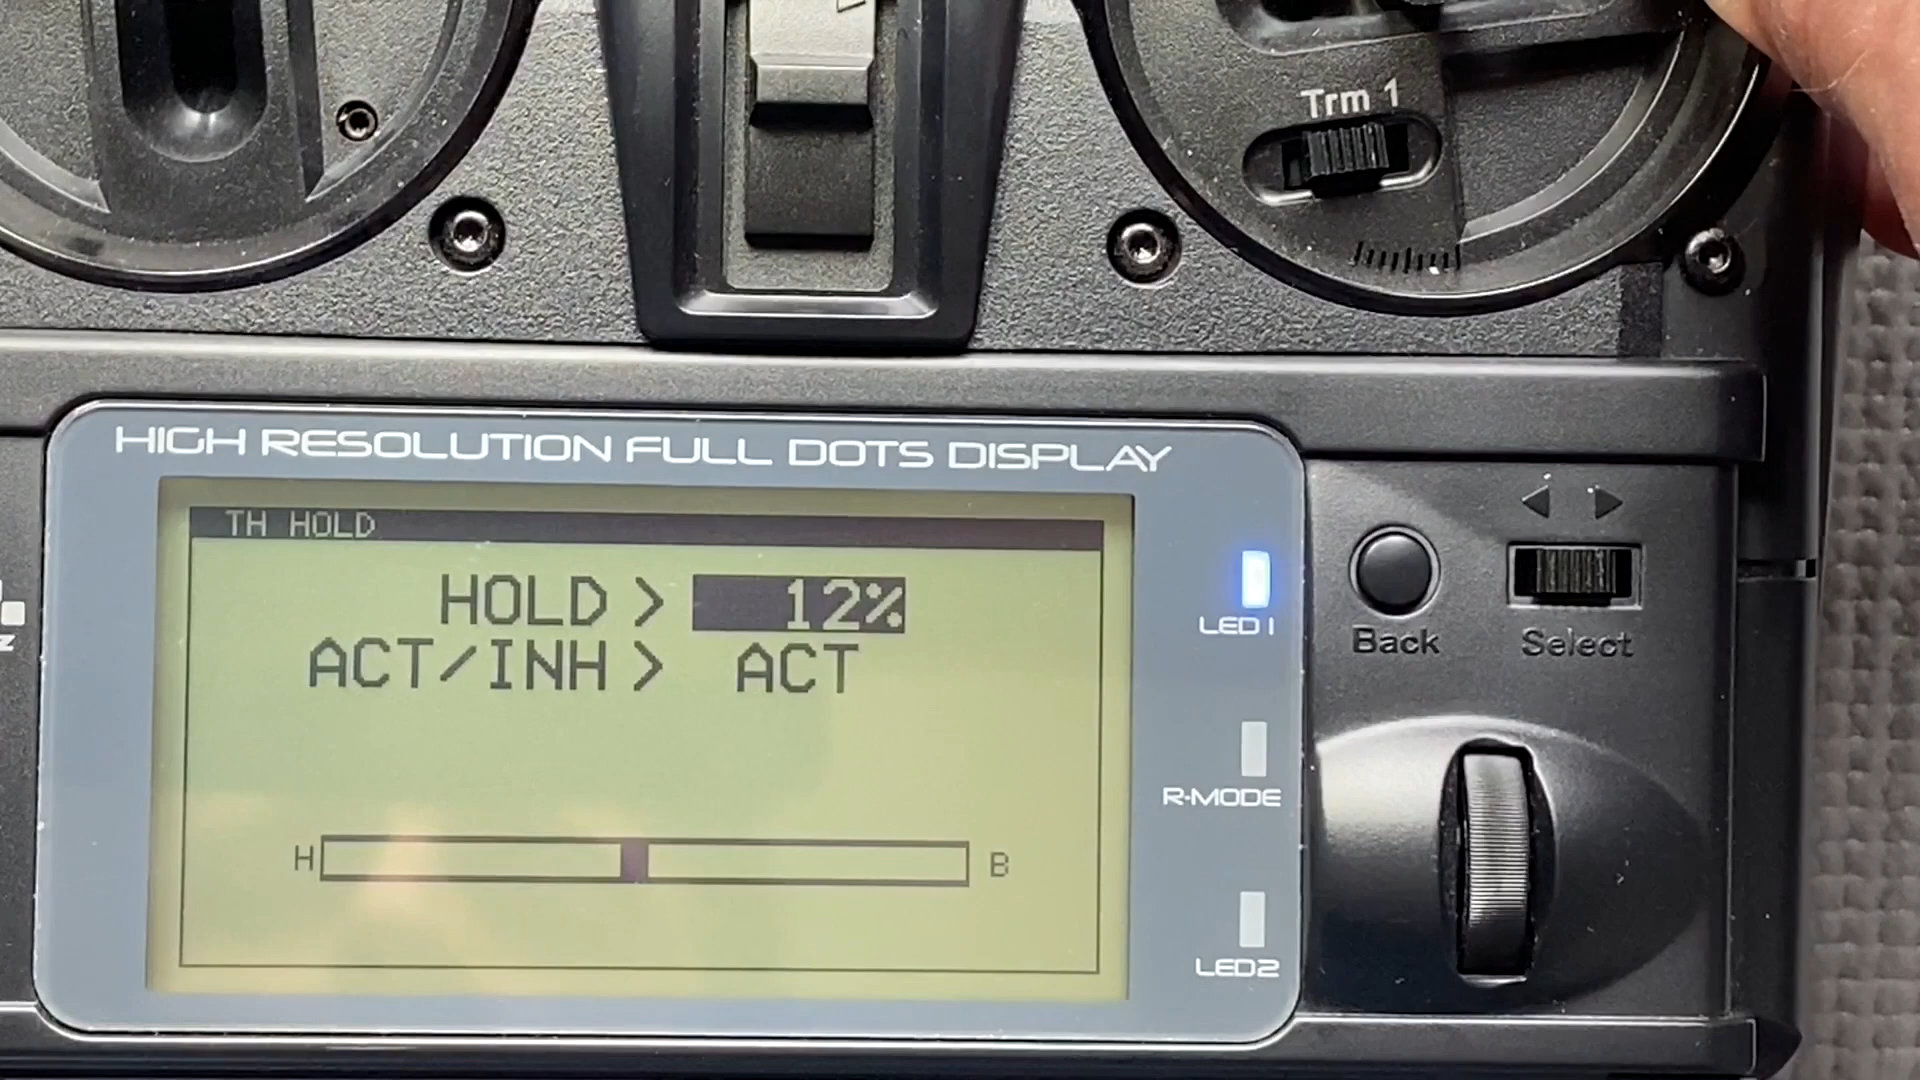 Trm 1
HIGH RESOLUTION FULL DOTS DISPLAY
TH HOLD
HOLD > 12%
ACT/INH > ACT
H B
LED1
R-MODE
LED2
Back
Select